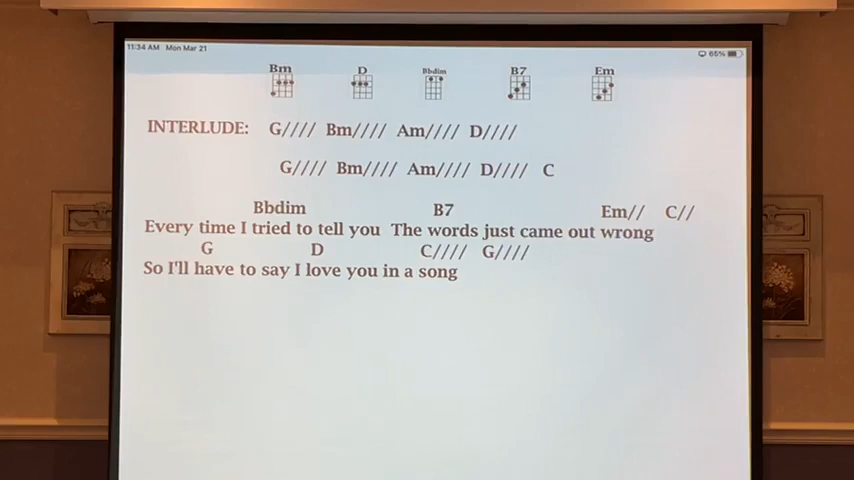 11:34 AM Mon Mar 21 65%
Bm D Bbdim B7 Em
INTERLUDE: G//// Bm//// Am//// D////
G//// Bm//// Am//// D//// C
Bbdim B7 Em// C//
Every time I tried to tell you The words just came out wrong
G D C//// G////
So I'll have to say I love you in a song